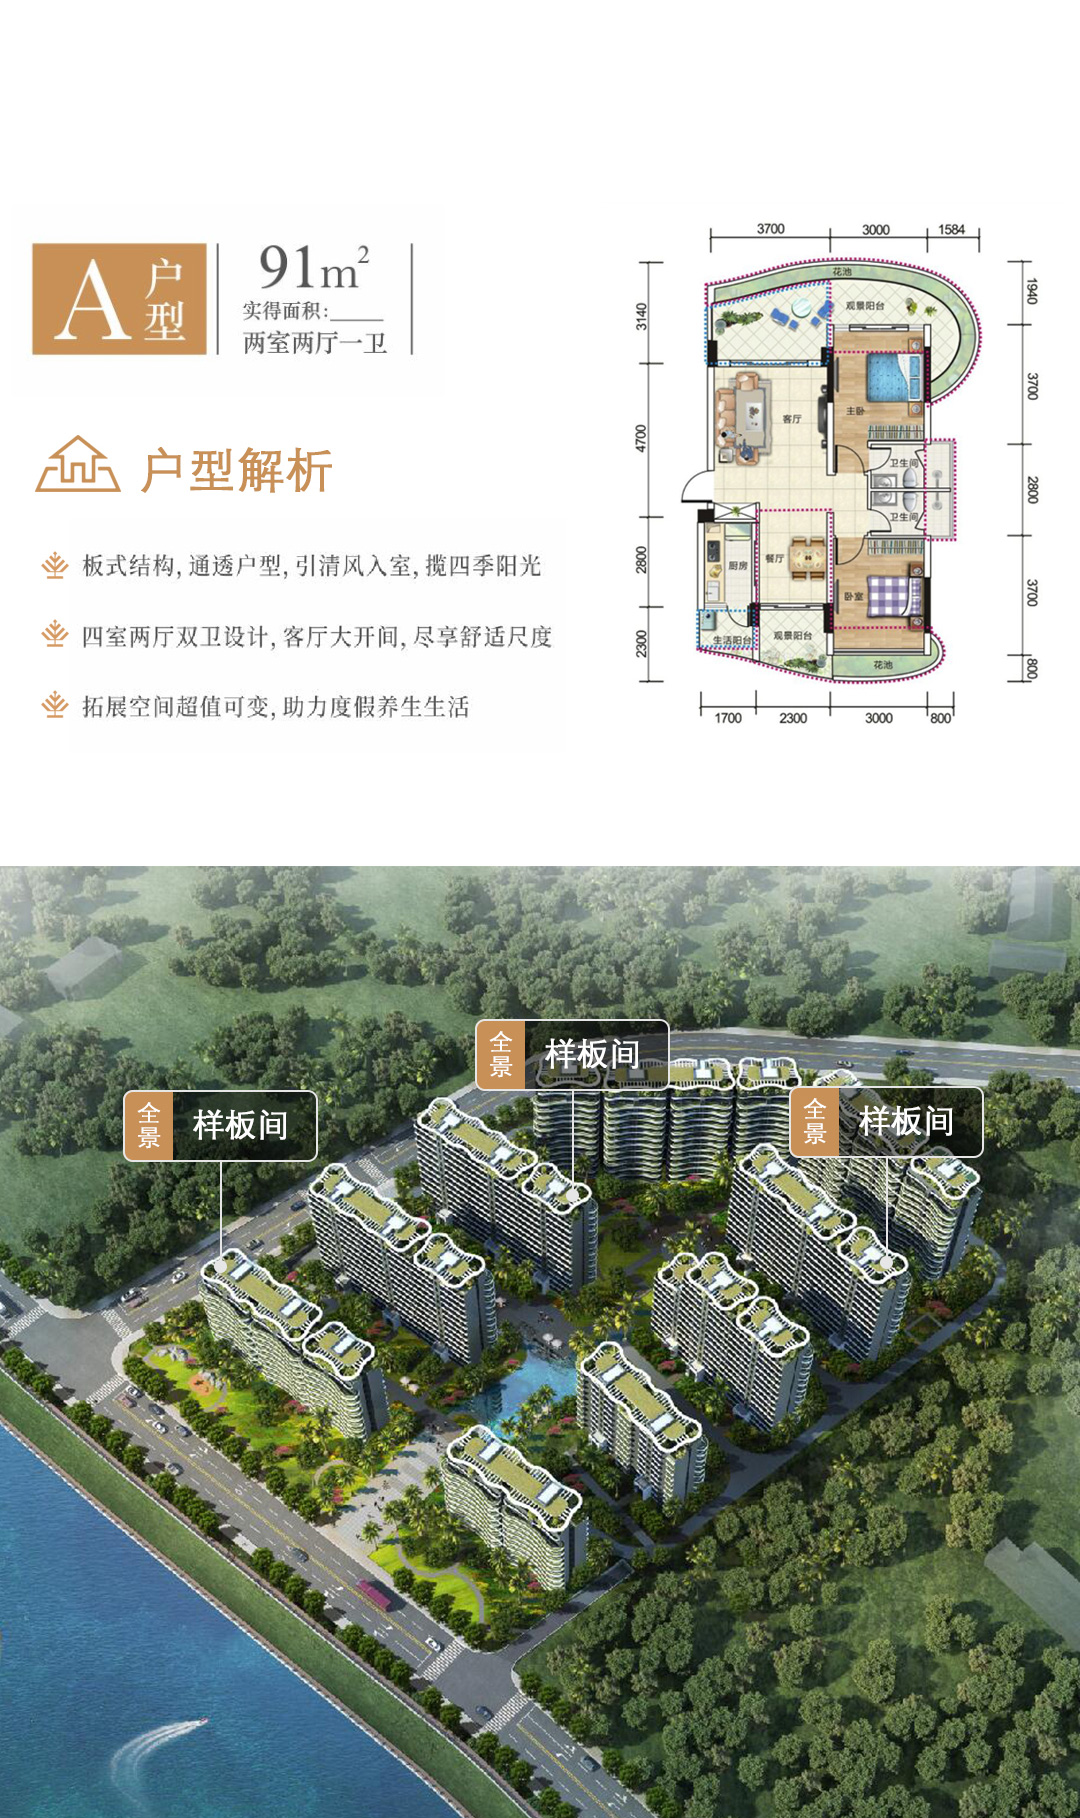 A户型
91m²
实得面积：____
两室两厅一卫
户型解析
板式结构, 通透户型, 引清风入室, 揽四季阳光
四室两厅双卫设计, 客厅大开间, 尽享舒适尺度
拓展空间超值可变, 助力度假养生生活
3700 3000 1584
花池
观景阳台
3140
1940
主卧
客厅
4700
3700
卫生间
2800
卫生间
餐厅
厨房
2800
卧室
3700
生活阳台
观景阳台
花池
2300
800
1700 2300 3000 800
全景 样板间
全景 样板间
全景 样板间